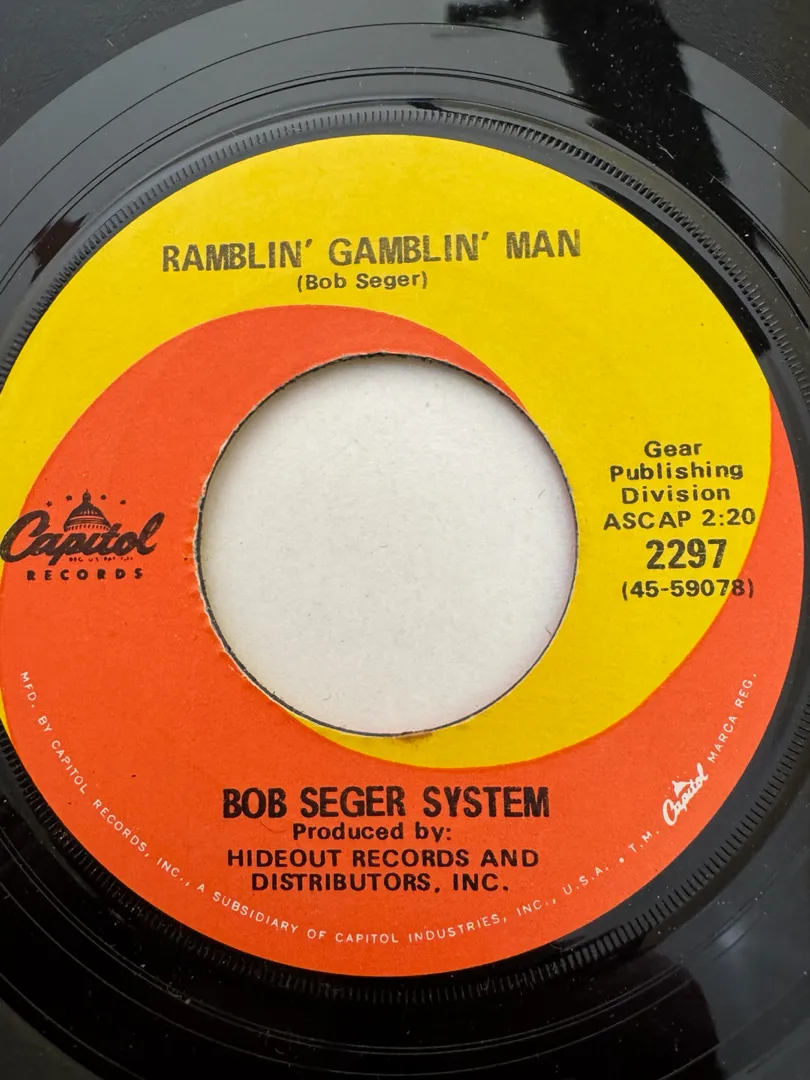 RAMBLIN' GAMBLIN' MAN
(Bob Seger)
Gear
Publishing
Division
ASCAP 2:20
2297
(45-59078)
Capitol
RECORDS
BOB SEGER SYSTEM
Produced by:
HIDEOUT RECORDS AND
DISTRIBUTORS, INC.
MFD. BY CAPITOL RECORDS, INC., A SUBSIDIARY OF CAPITOL INDUSTRIES, INC., U.S.A. • T.M. Capitol MARCA REG.